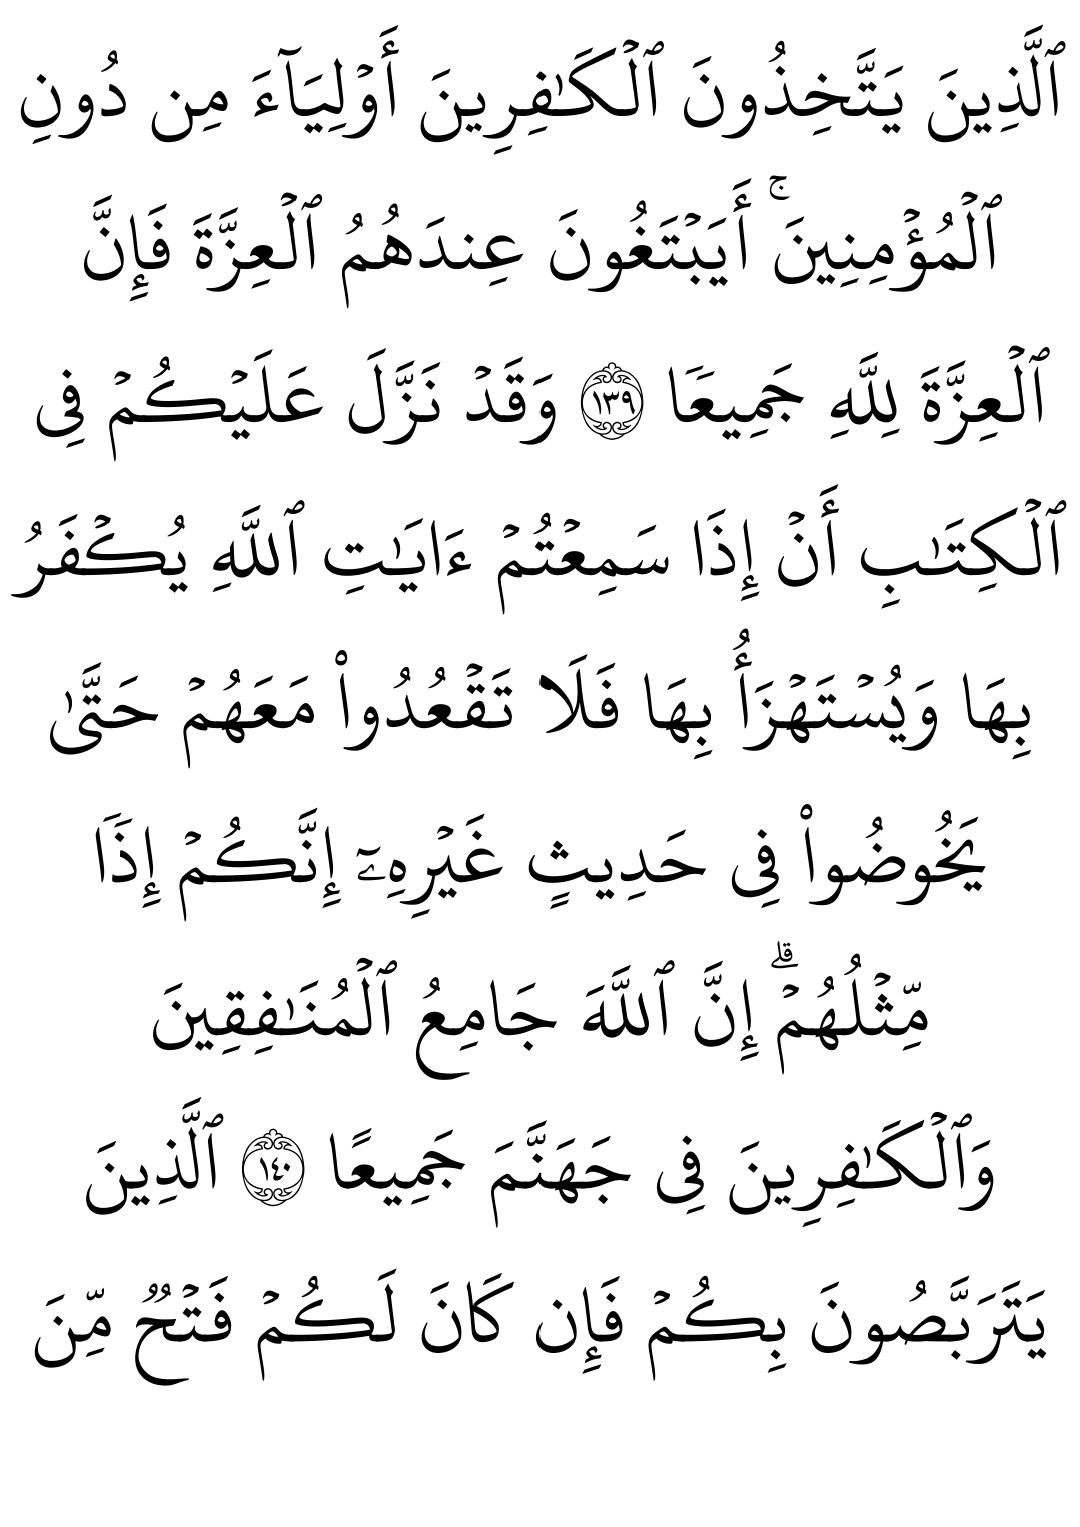 ٱلَّذِينَ يَتَّخِذُونَ ٱلۡكَٰفِرِينَ أَوۡلِيَآءَ مِن دُونِ
ٱلۡمُؤۡمِنِينَۚ أَيَبۡتَغُونَ عِندَهُمُ ٱلۡعِزَّةَ فَإِنَّ
ٱلۡعِزَّةَ لِلَّهِ جَمِيعٗا ١٣٩ وَقَدۡ نَزَّلَ عَلَيۡكُمۡ فِي
ٱلۡكِتَٰبِ أَنۡ إِذَا سَمِعۡتُمۡ ءَايَٰتِ ٱللَّهِ يُكۡفَرُ
بِهَا وَيُسۡتَهۡزَأُ بِهَا فَلَا تَقۡعُدُواْ مَعَهُمۡ حَتَّىٰ
يَخُوضُواْ فِي حَدِيثٍ غَيۡرِهِۦٓ إِنَّكُمۡ إِذٗا
مِّثۡلُهُمۡۗ إِنَّ ٱللَّهَ جَامِعُ ٱلۡمُنَٰفِقِينَ
وَٱلۡكَٰفِرِينَ فِي جَهَنَّمَ جَمِيعًا ١٤٠ ٱلَّذِينَ
يَتَرَبَّصُونَ بِكُمۡ فَإِن كَانَ لَكُمۡ فَتۡحٞ مِّنَ